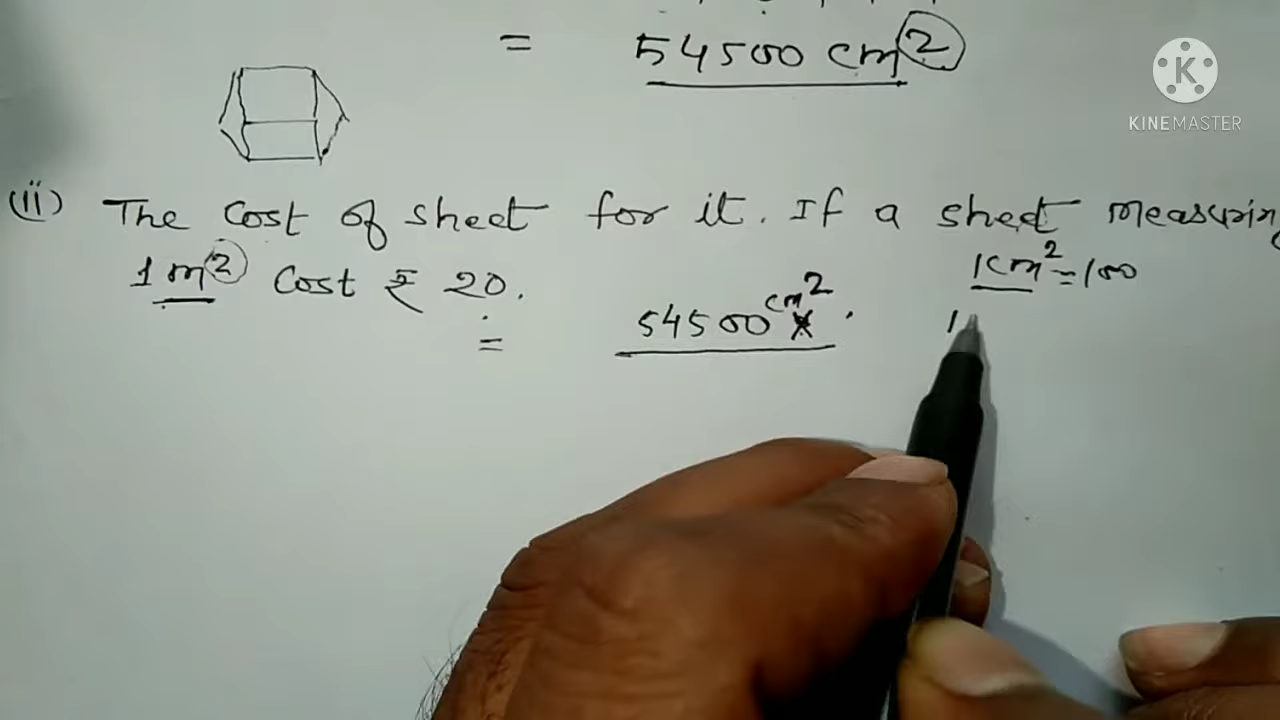 = 54500 cm²
K
KINEMASTER
(ii) The cost of sheet for it. If a sheet measuring
1 m² cost ₹ 20.
1cm² = 100
= 54500 cm² .
1